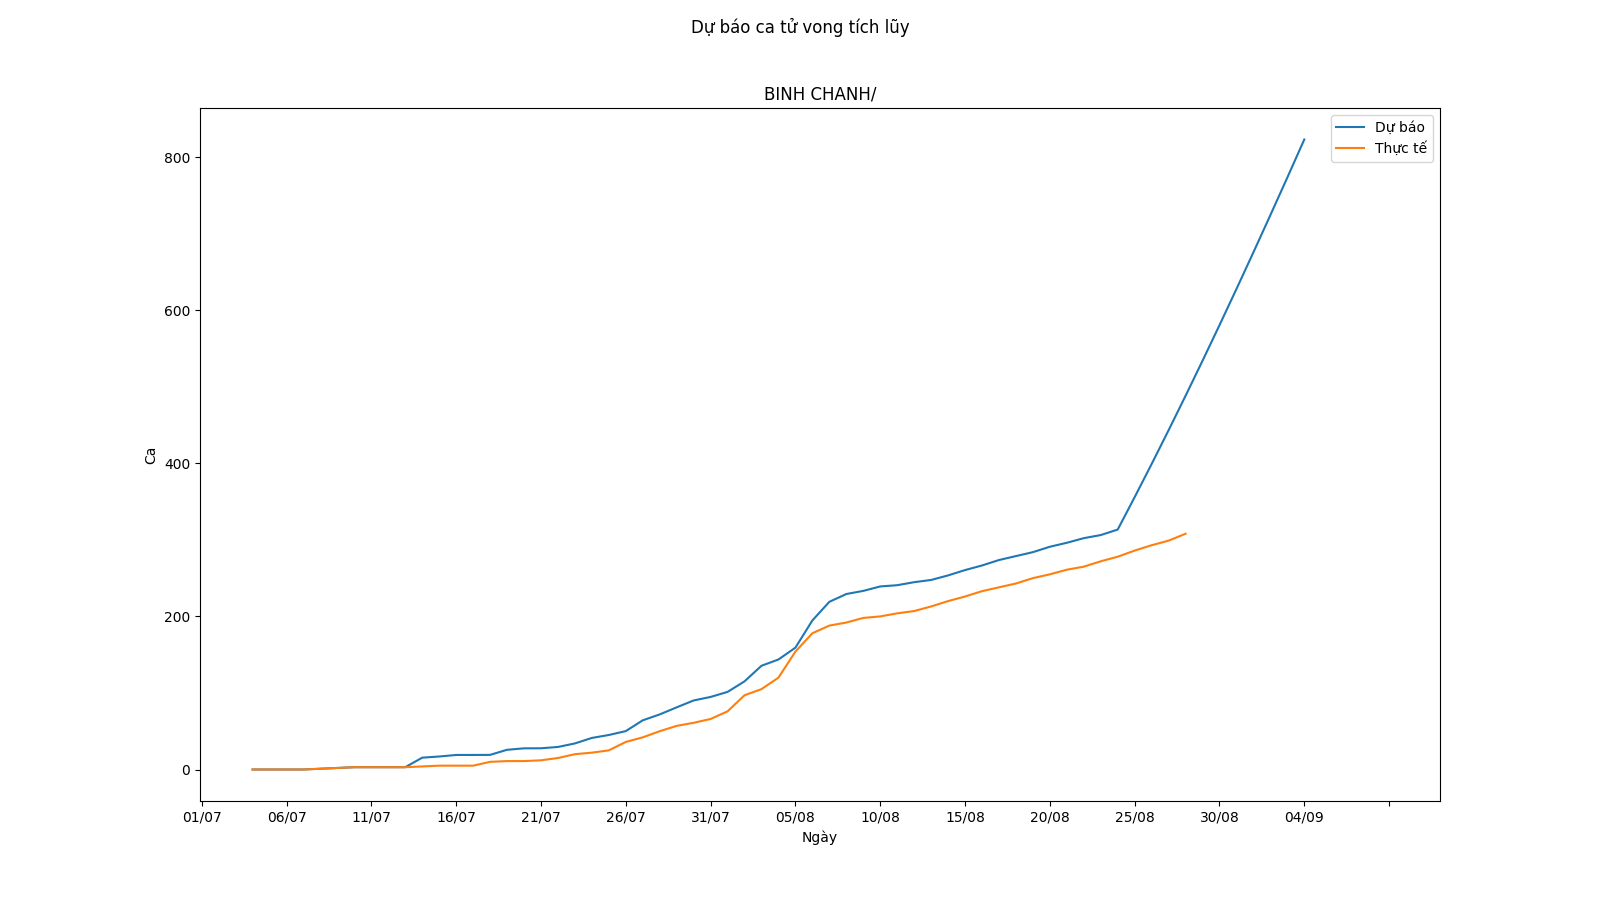 Dự báo ca tử vong tích lũy
BINH CHANH/
Dự báo
Thực tế
800
600
400
200
0
Ca
01/07 06/07 11/07 16/07 21/07 26/07 31/07 05/08 10/08 15/08 20/08 25/08 30/08 04/09
Ngày